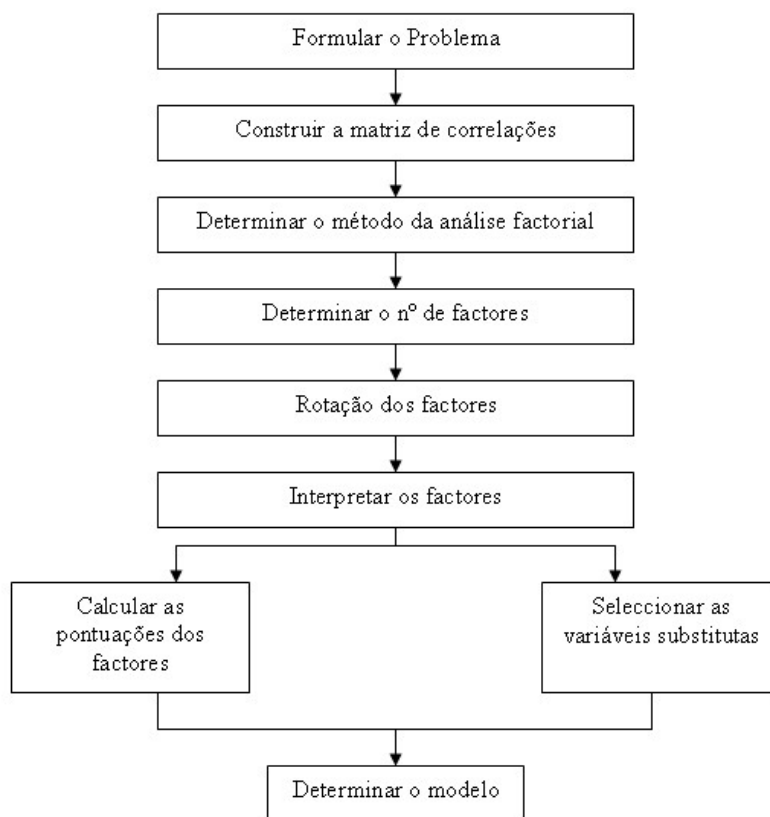 Formular o Problema
Construir a matriz de correlações
Determinar o método da análise factorial
Determinar o nº de factores
Rotação dos factores
Interpretar os factores
Calcular as
pontuações dos
factores
Seleccionar as
variáveis substitutas
Determinar o modelo